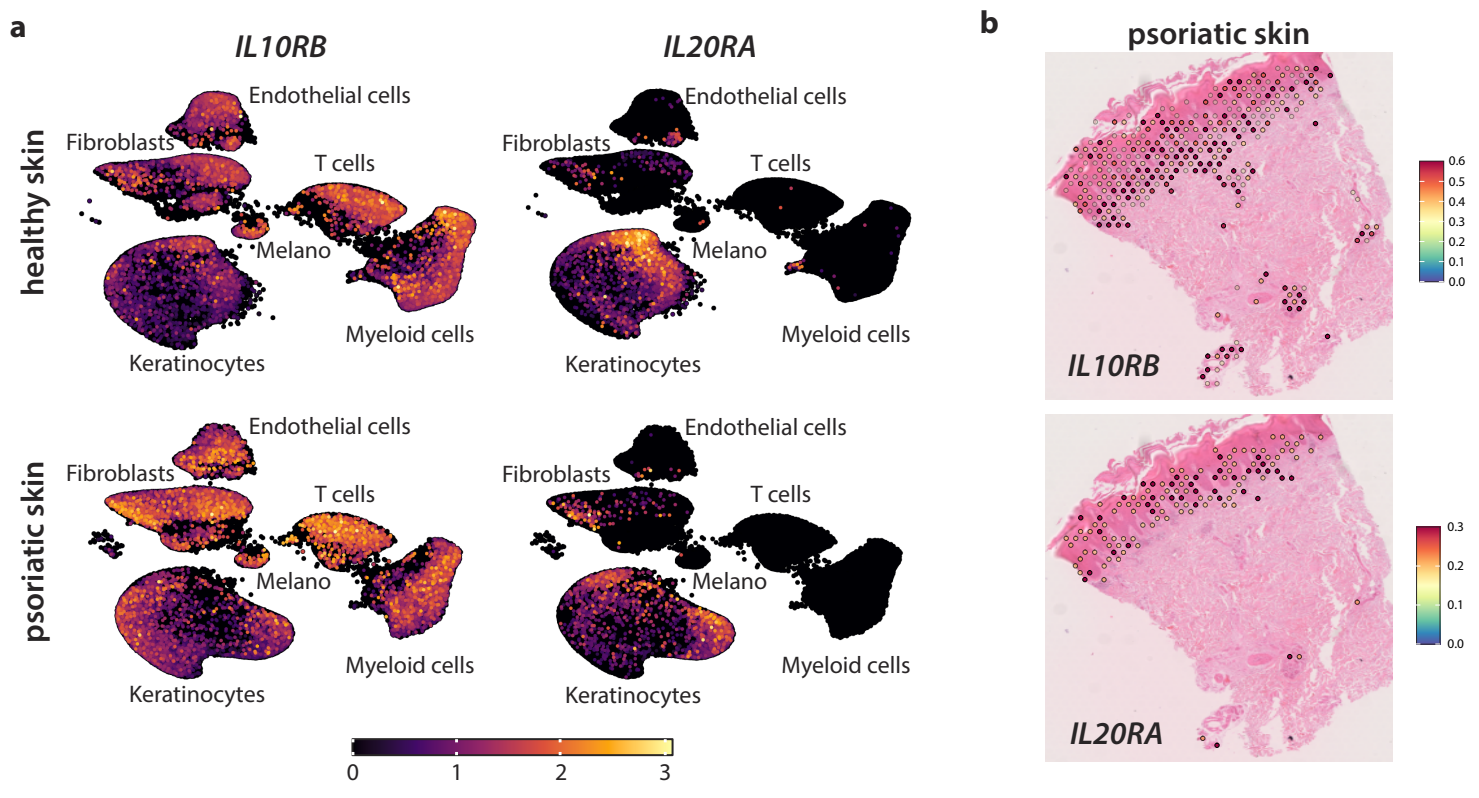 a
IL10RB
IL20RA
healthy skin
Endothelial cells
Fibroblasts
T cells
Melano
Myeloid cells
Keratinocytes
Endothelial cells
Fibroblasts
T cells
Melano
Myeloid cells
Keratinocytes
psoriatic skin
Endothelial cells
Fibroblasts
T cells
Melano
Myeloid cells
Keratinocytes
Endothelial cells
Fibroblasts
T cells
Melano
Myeloid cells
Keratinocytes
0 1 2 3
b
psoriatic skin
IL10RB
0.6
0.5
0.4
0.3
0.2
0.1
0.0
IL20RA
0.3
0.2
0.1
0.0